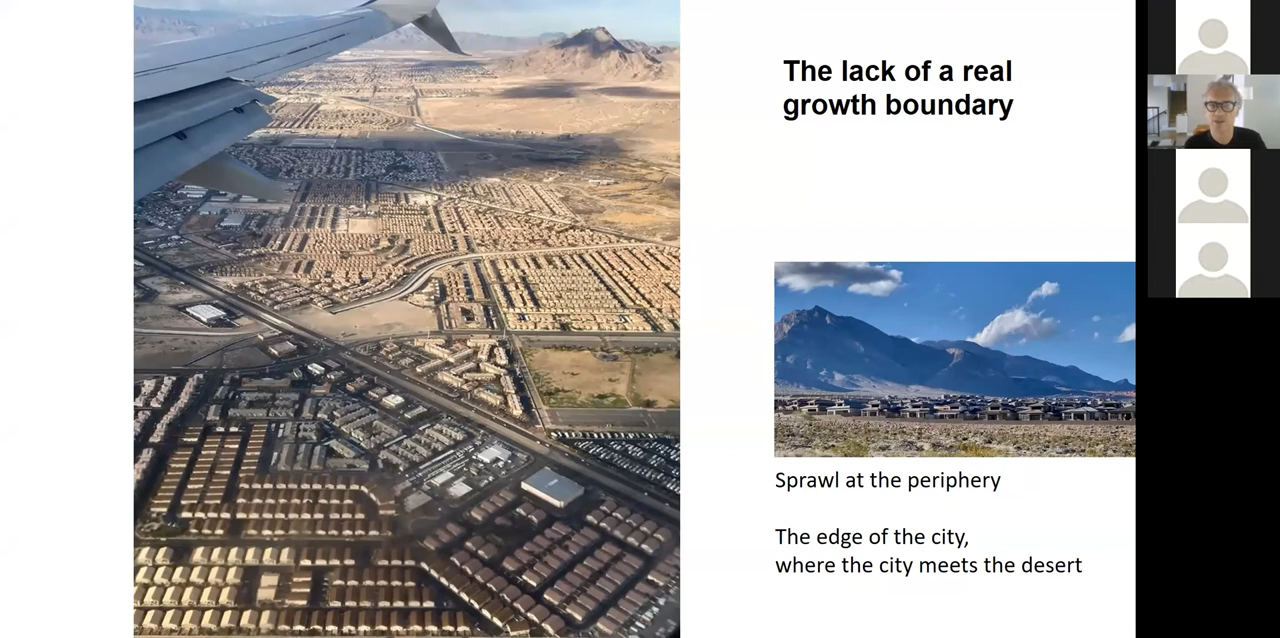 The lack of a real
growth boundary
Sprawl at the periphery
The edge of the city,
where the city meets the desert